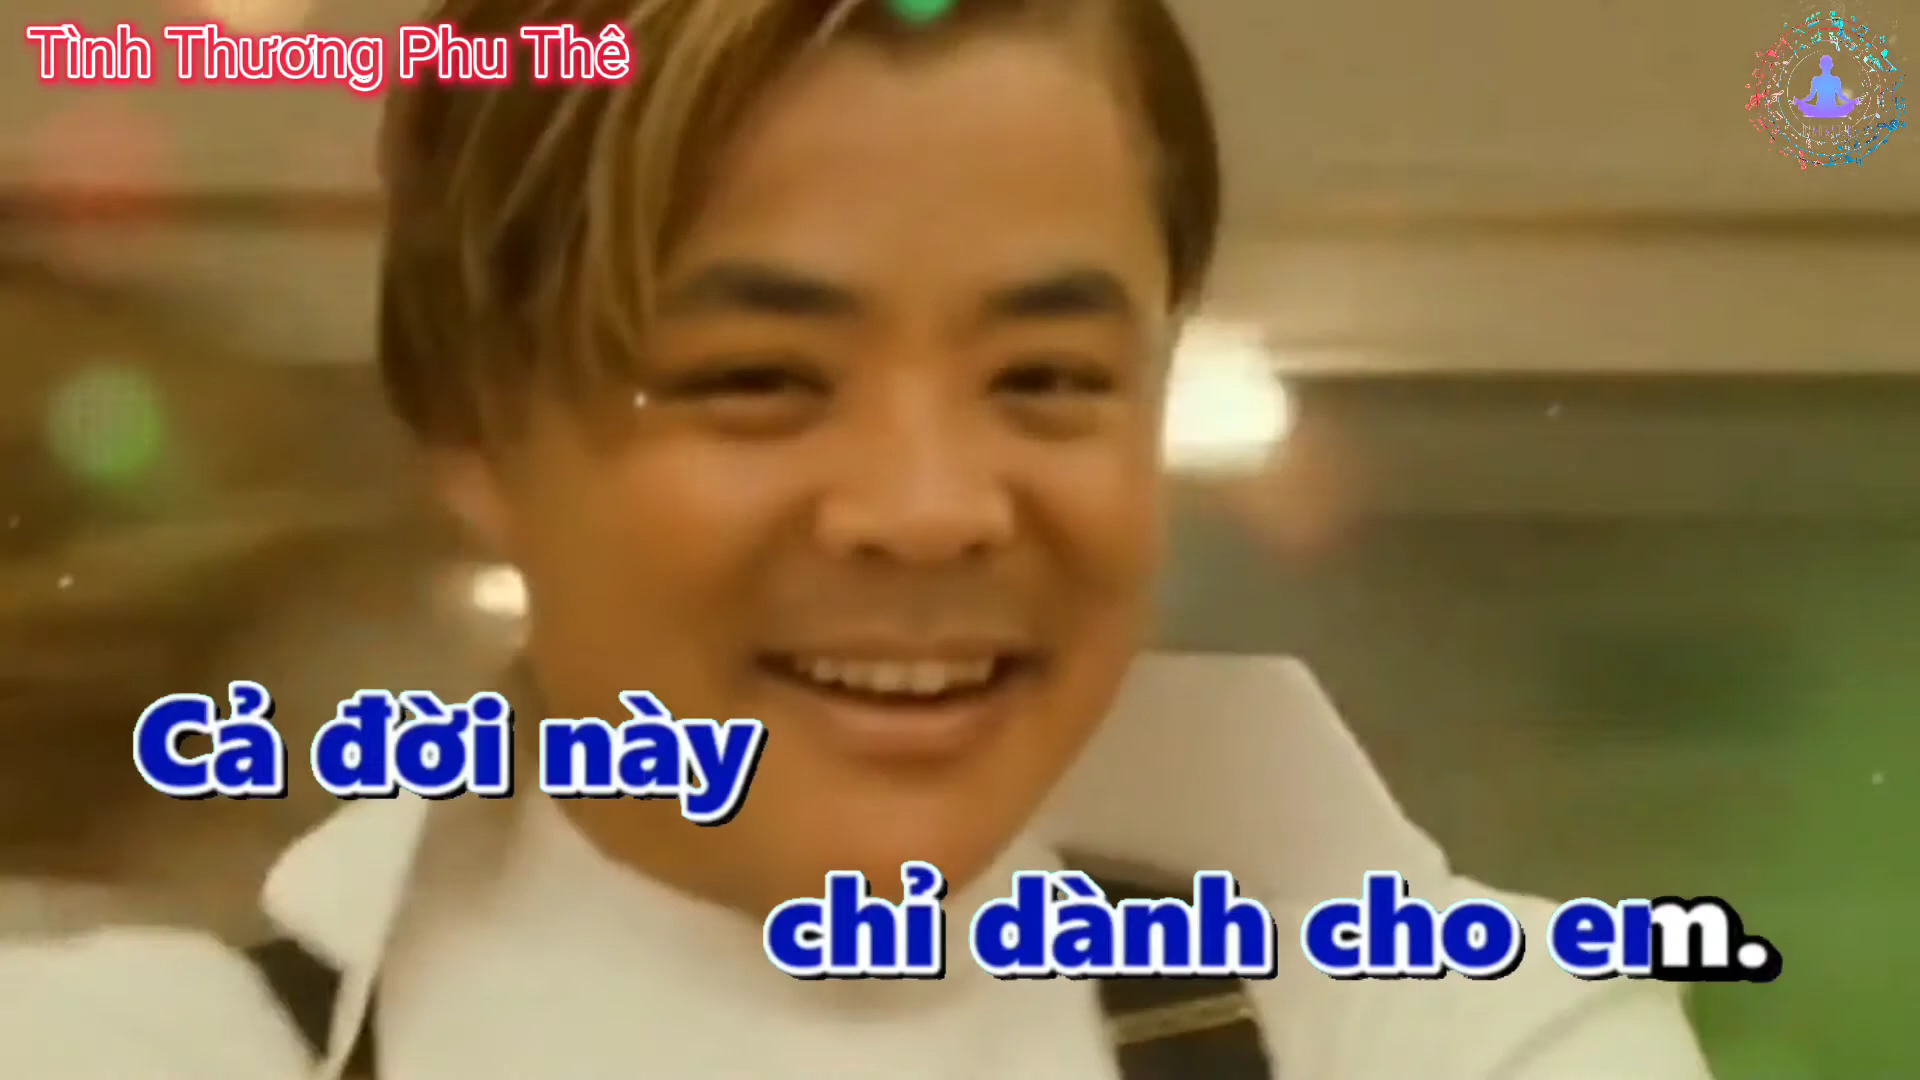 Tình Thương Phu Thê
Cả đời này
chỉ dành cho em.